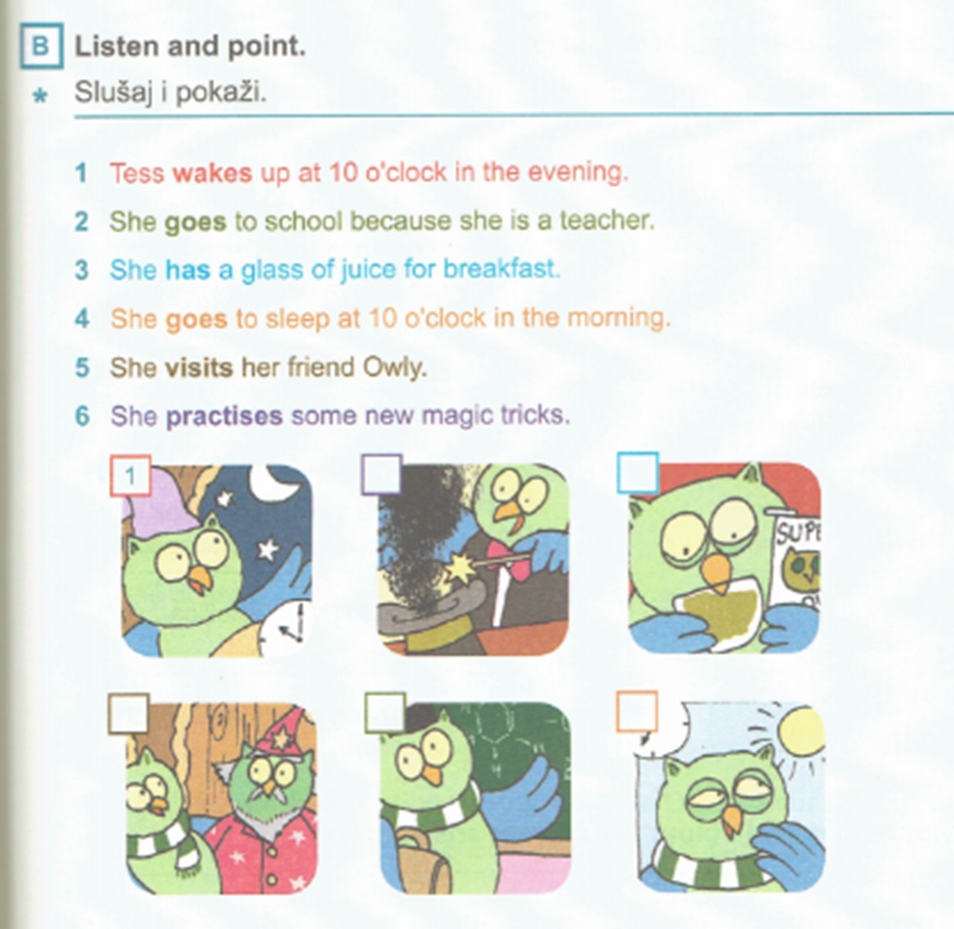 B Listen and point.
* Slušaj i pokaži.
1 Tess wakes up at 10 o'clock in the evening.
2 She goes to school because she is a teacher.
3 She has a glass of juice for breakfast.
4 She goes to sleep at 10 o'clock in the morning.
5 She visits her friend Owly.
6 She practises some new magic tricks.
1
SUPE